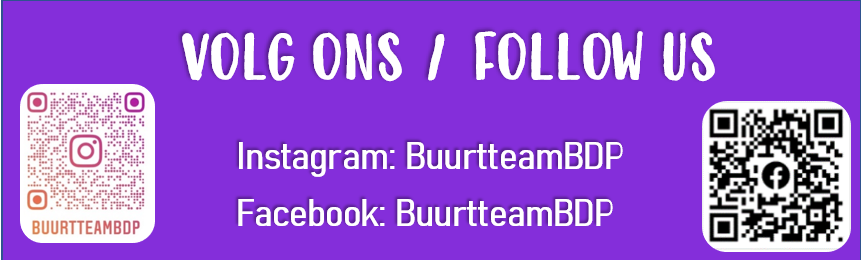 VOLG ONS / FOLLOW US
Instagram: BuurtteamBDP
Facebook: BuurtteamBDP
BUURTTEAMBDP